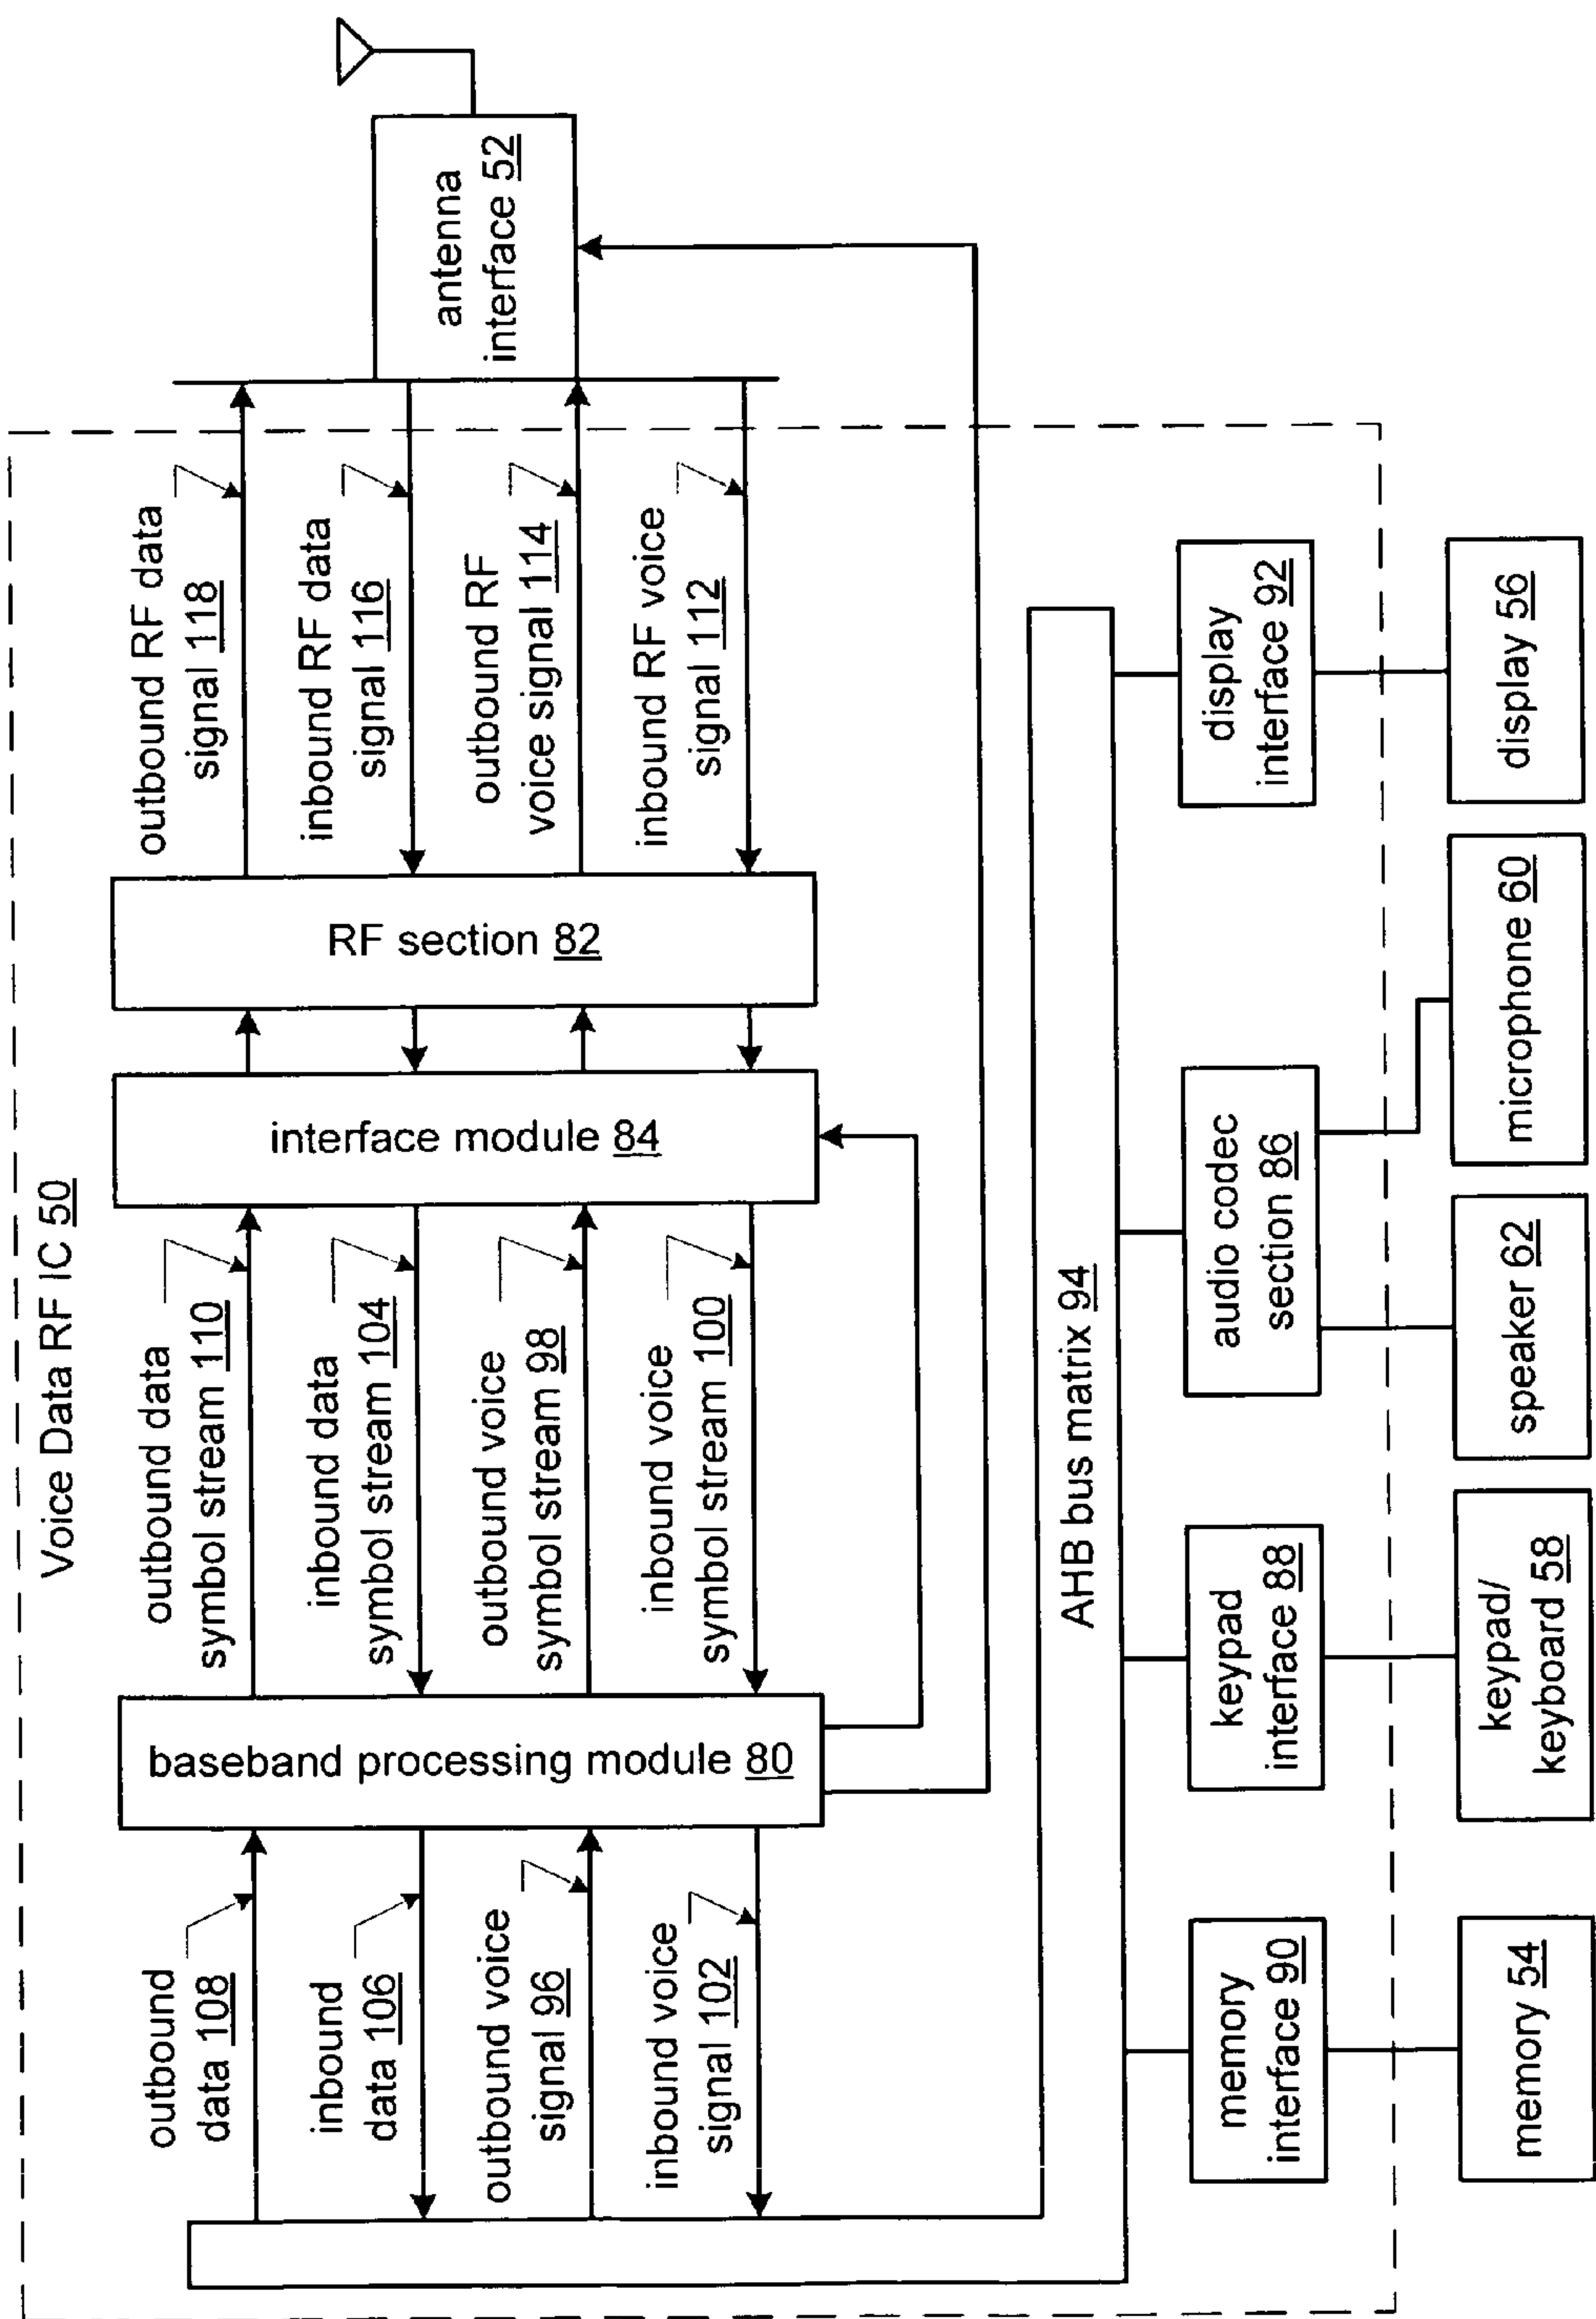 Voice Data RF IC 50
outbound
data 108
inbound
data 106
outbound voice
signal 96
inbound voice
signal 102
baseband processing module 80
outbound data
symbol stream 110
inbound data
symbol stream 104
outbound voice
symbol stream 98
inbound voice
symbol stream 100
interface module 84
RF section 82
outbound RF data
signal 118
inbound RF data
signal 116
outbound RF
voice signal 114
inbound RF voice
signal 112
antenna
interface 52
AHB bus matrix 94
memory
interface 90
keypad
interface 88
audio codec
section 86
display
interface 92
memory 54
keypad/
keyboard 58
speaker 62
microphone 60
display 56